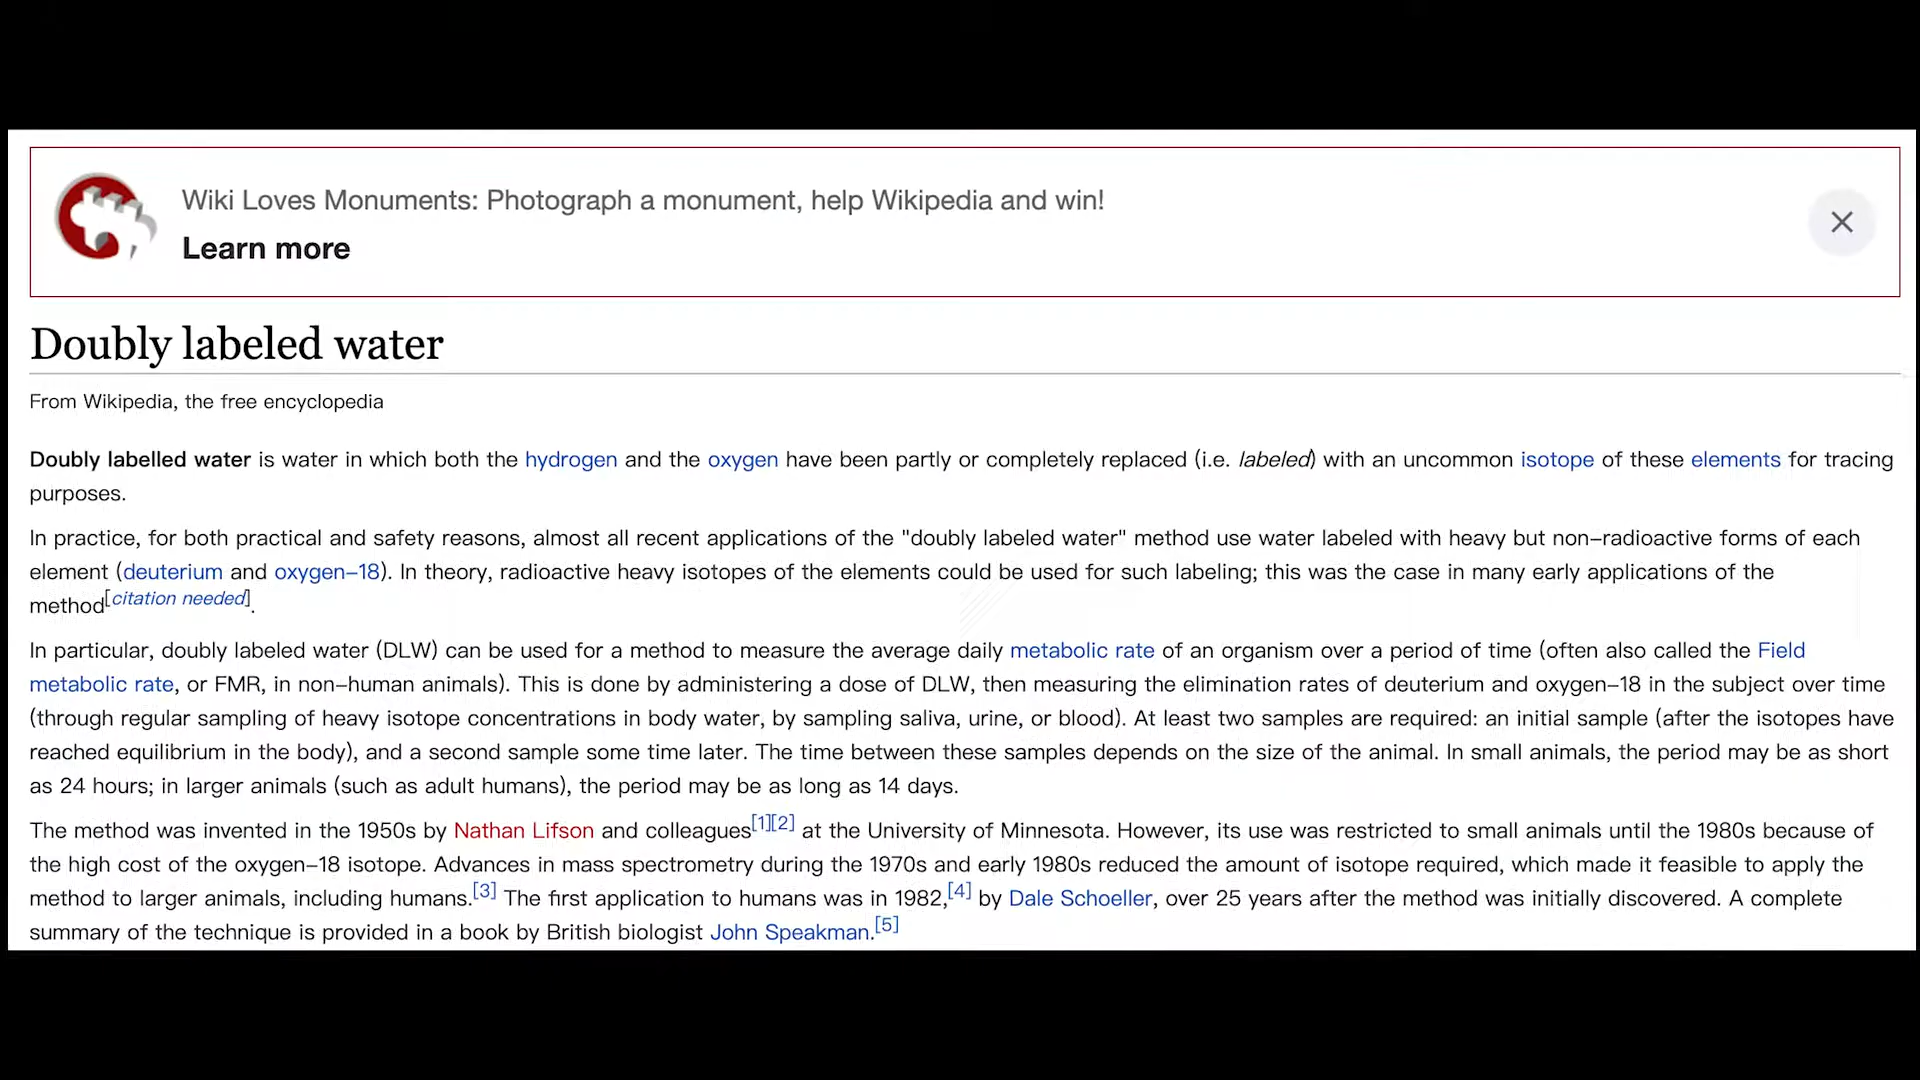 Wiki Loves Monuments: Photograph a monument, help Wikipedia and win!
Learn more
Doubly labeled water
From Wikipedia, the free encyclopedia
Doubly labelled water is water in which both the hydrogen and the oxygen have been partly or completely replaced (i.e. labeled) with an uncommon isotope of these elements for tracing
purposes.
In practice, for both practical and safety reasons, almost all recent applications of the "doubly labeled water" method use water labeled with heavy but non-radioactive forms of each
element (deuterium and oxygen-18). In theory, radioactive heavy isotopes of the elements could be used for such labeling; this was the case in many early applications of the
method[citation needed].
In particular, doubly labeled water (DLW) can be used for a method to measure the average daily metabolic rate of an organism over a period of time (often also called the Field
metabolic rate, or FMR, in non-human animals). This is done by administering a dose of DLW, then measuring the elimination rates of deuterium and oxygen-18 in the subject over time
(through regular sampling of heavy isotope concentrations in body water, by sampling saliva, urine, or blood). At least two samples are required: an initial sample (after the isotopes have
reached equilibrium in the body), and a second sample some time later. The time between these samples depends on the size of the animal. In small animals, the period may be as short
as 24 hours; in larger animals (such as adult humans), the period may be as long as 14 days.
The method was invented in the 1950s by Nathan Lifson and colleagues[1][2] at the University of Minnesota. However, its use was restricted to small animals until the 1980s because of
the high cost of the oxygen-18 isotope. Advances in mass spectrometry during the 1970s and early 1980s reduced the amount of isotope required, which made it feasible to apply the
method to larger animals, including humans.[3] The first application to humans was in 1982,[4] by Dale Schoeller, over 25 years after the method was initially discovered. A complete
summary of the technique is provided in a book by British biologist John Speakman.[5]